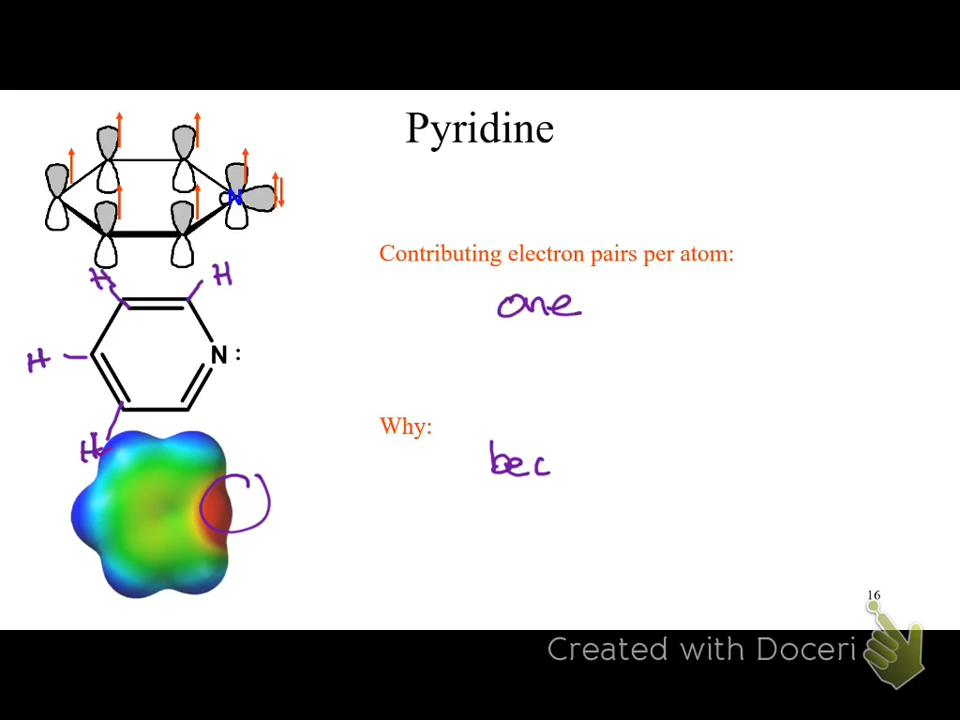 Pyridine
N
Contributing electron pairs per atom:
H H
one
N :
H
Why:
H
bec
16
Created with Doceri